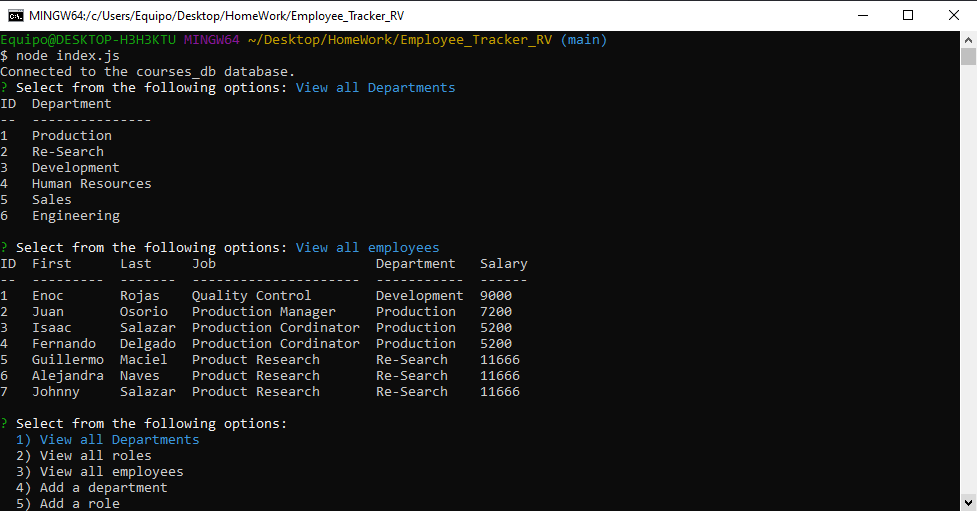 MINGW64:/c/Users/Equipo/Desktop/HomeWork/Employee_Tracker_RV
Equipo@DESKTOP-H3H3KTU MINGW64 ~/Desktop/HomeWork/Employee_Tracker_RV (main)
$ node index.js
Connected to the courses_db database.
? Select from the following options: View all Departments
ID  Department
--  ---------------
1   Production
2   Re-Search
3   Development
4   Human Resources
5   Sales
6   Engineering
? Select from the following options: View all employees
ID  First      Last     Job                    Department   Salary
--  ---------  -------  ---------------------  -----------  ------
1   Enoc       Rojas    Quality Control        Development  9000
2   Juan       Osorio   Production Manager     Production   7200
3   Isaac      Salazar  Production Cordinator  Production   5200
4   Fernando   Delgado  Production Cordinator  Production   5200
5   Guillermo  Maciel   Product Research       Re-Search    11666
6   Alejandra  Naves    Product Research       Re-Search    11666
7   Johnny     Salazar  Product Research       Re-Search    11666
? Select from the following options:
  1) View all Departments
  2) View all roles
  3) View all employees
  4) Add a department
  5) Add a role